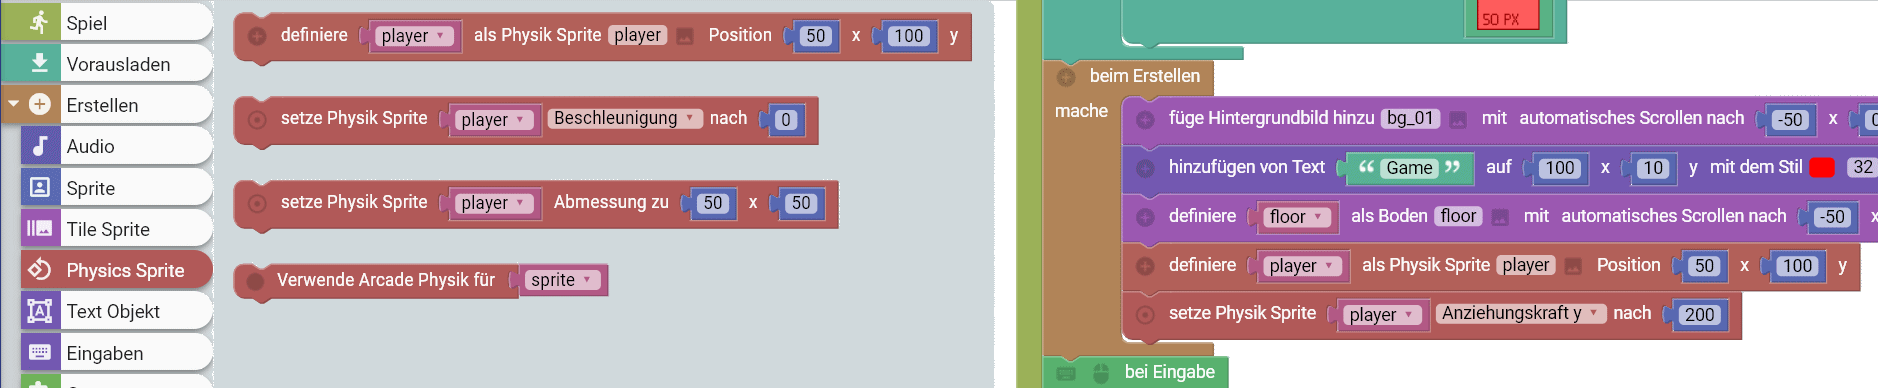 Spiel
Vorausladen
Erstellen
Audio
Sprite
Tile Sprite
Physics Sprite
Text Objekt
Eingaben
definiere player als Physik Sprite player Position 50 x 100 y
setze Physik Sprite player Beschleunigung nach 0
setze Physik Sprite player Abmessung zu 50 x 50
Verwende Arcade Physik für sprite
50 PX
beim Erstellen
mache
füge Hintergrundbild hinzu bg_01 mit automatisches Scrollen nach -50 x
hinzufügen von Text “ Game ” auf 100 x 10 y mit dem Stil 32
definiere floor als Boden floor mit automatisches Scrollen nach -50 x
definiere player als Physik Sprite player Position 50 x 100 y
setze Physik Sprite player Anziehungskraft y nach 200
bei Eingabe